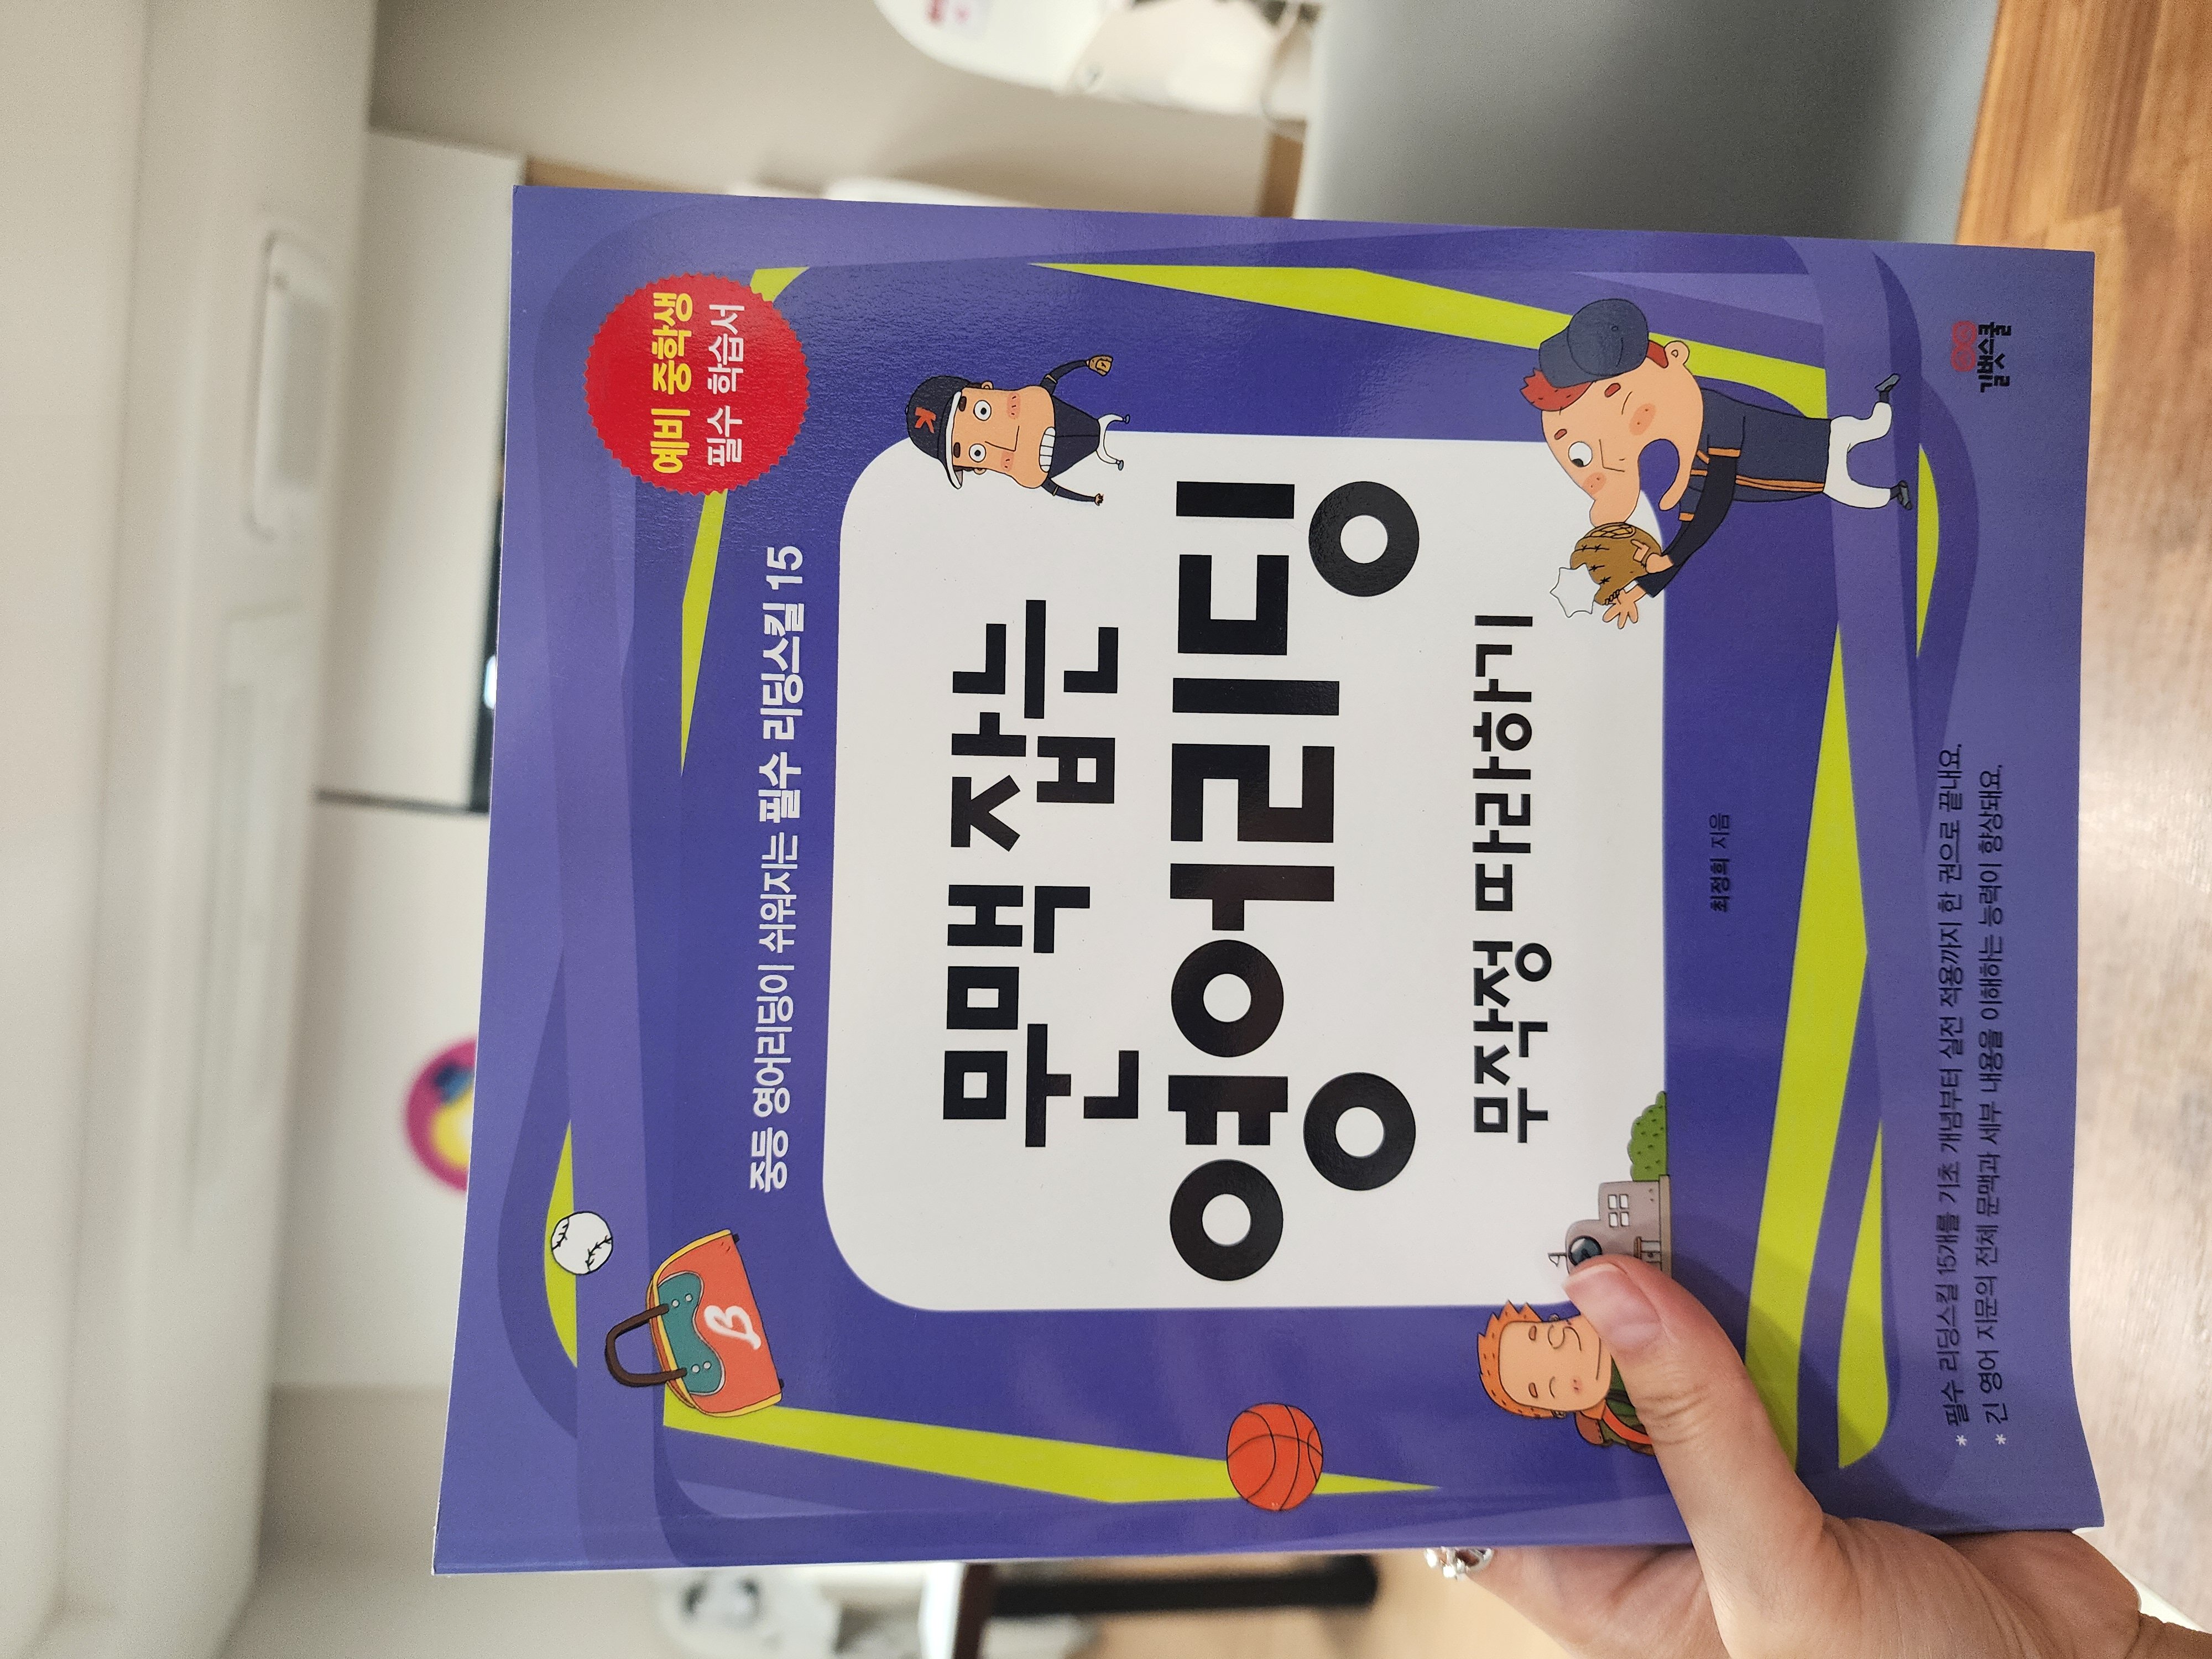 예비 중학생
필수 학습서
중등 영어리딩이 쉬워지는 필수 리딩스킬 15
K
문맥 잡는
영어리딩
무작정 따라하기
B
최정희 지음
* 필수 리딩스킬 15개를 기초 개념부터 실전 적용까지 한 권으로 끝내요.
* 긴 영어 지문의 전체 문맥과 세부 내용을 이해하는 능력이 향상돼요.
길벗스쿨